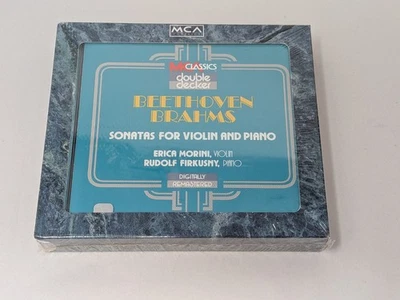 MCA
CLASSICS
double
decker
BEETHOVEN
BRAHMS
SONATAS FOR VIOLIN AND PIANO
ERICA MORINI, VIOLIN
RUDOLF FIRKUSNY, PIANO...
DIGITALLY
REMASTERED